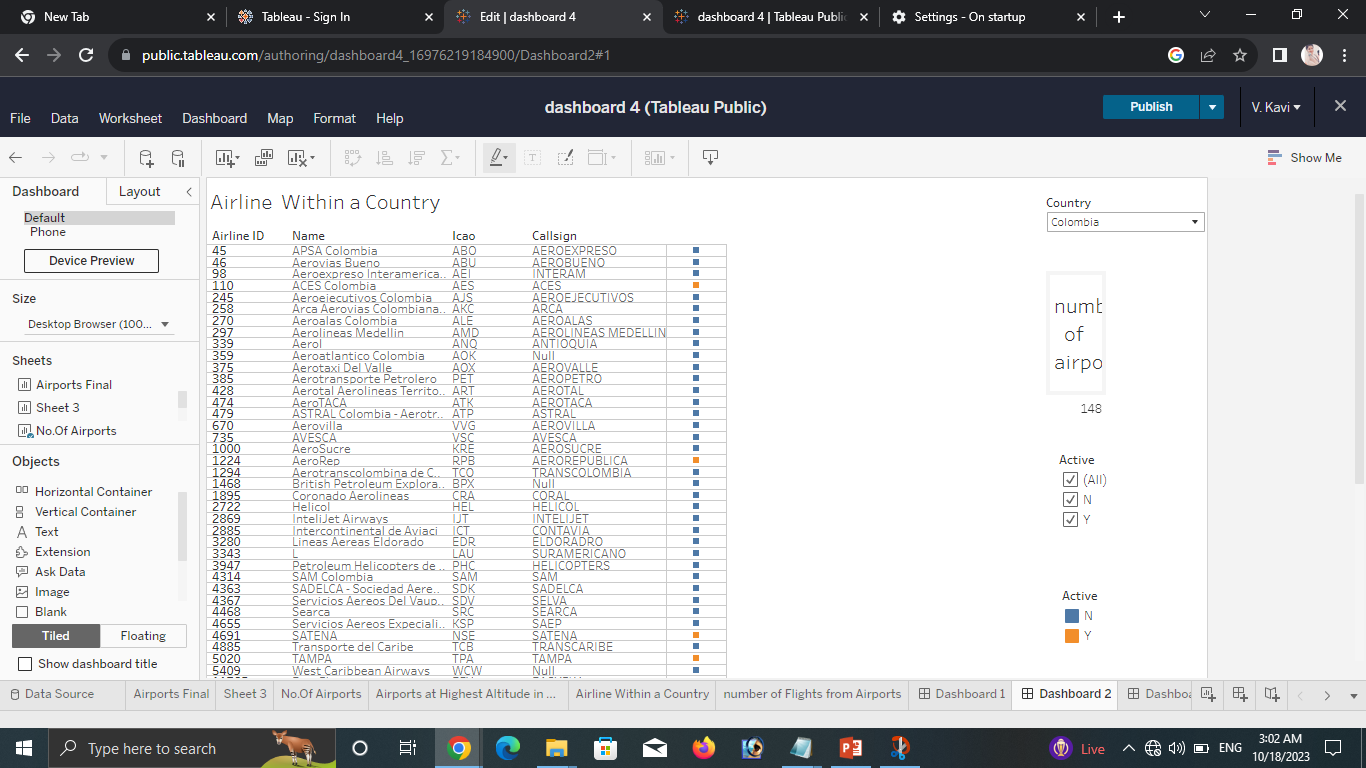 New Tab
Tableau - Sign In
Edit | dashboard 4
dashboard 4 | Tableau Public
Settings - On startup
public.tableau.com/authoring/dashboard4_16976219184900/Dashboard2#1
dashboard 4 (Tableau Public)
Publish
V. Kavi
File Data Worksheet Dashboard Map Format Help
Show Me
Dashboard Layout
Default
Phone
Device Preview
Size
Desktop Browser (100...
Sheets
Airports Final
Sheet 3
No.Of Airports
Objects
Horizontal Container
Vertical Container
Text
Extension
Ask Data
Image
Blank
Tiled Floating
Show dashboard title
Airline Within a Country
Airline ID Name Icao Callsign
45 APSA Colombia ABO AEROEXPRESO
46 Aerovias Bueno ABU AEROBUENO
98 Aeroexpreso Interamerica.. AEI INTERAM
110 ACES Colombia AES ACES
245 Aeroejecutivos Colombia AJS AEROEJECUTIVOS
258 Arca Aerovias Colombiana.. AKC ARCA
270 Aeroalas Colombia ALE AEROALAS
297 Aerolineas Medellin AMD AEROLINEAS MEDELLIN
339 Aerol ANQ ANTIOQUIA
359 Aeroatlantico Colombia AOK Null
375 Aerotaxi Del Valle AOX AEROVALLE
385 Aerotransporte Petrolero PET AEROPETRO
428 Aerotal Aerolineas Territo.. ART AEROTAL
474 AeroTACA ATK AEROTACA
479 ASTRAL Colombia - Aerotr.. ATP ASTRAL
670 Aerovilla VVG AEROVILLA
735 AVESCA VSC AVESCA
1000 AeroSucre KRE AEROSUCRE
1224 AeroRep RPB AEROREPUBLICA
1294 Aerotranscolombina de C.. TCO TRANSCOLOMBIA
1468 British Petroleum Explora.. BPX Null
1895 Coronado Aerolineas CRA CORAL
2722 Helicol HEL HELICOL
2869 InteliJet Airways IJT INTELIJET
2885 Intercontinental de Aviaci ICT CONTAVIA
3280 Lineas Aereas Eldorado EDR ELDORADRO
3343 L LAU SURAMERICANO
3947 Petroleum Helicopters de .. PHC HELICOPTERS
4314 SAM Colombia SAM SAM
4363 SADELCA - Sociedad Aere.. SDK SADELCA
4367 Servicios Aereos Del Vaup.. SDV SELVA
4468 Searca SRC SEARCA
4655 Servicios Aereos Especiali.. KSP SAEP
4691 SATENA NSE SATENA
4885 Transporte del Caribe TCB TRANSCARIBE
5020 TAMPA TPA TAMPA
5409 West Caribbean Airways WCW Null
Country
Colombia
numb
of
airpo
148
Active
(All)
N
Y
Active
N
Y
Data Source Airports Final Sheet 3 No.Of Airports Airports at Highest Altitude in ... Airline Within a Country number of Flights from Airports Dashboard 1 Dashboard 2 Dashboa
Type here to search
Live
ENG
3:02 AM
10/18/2023